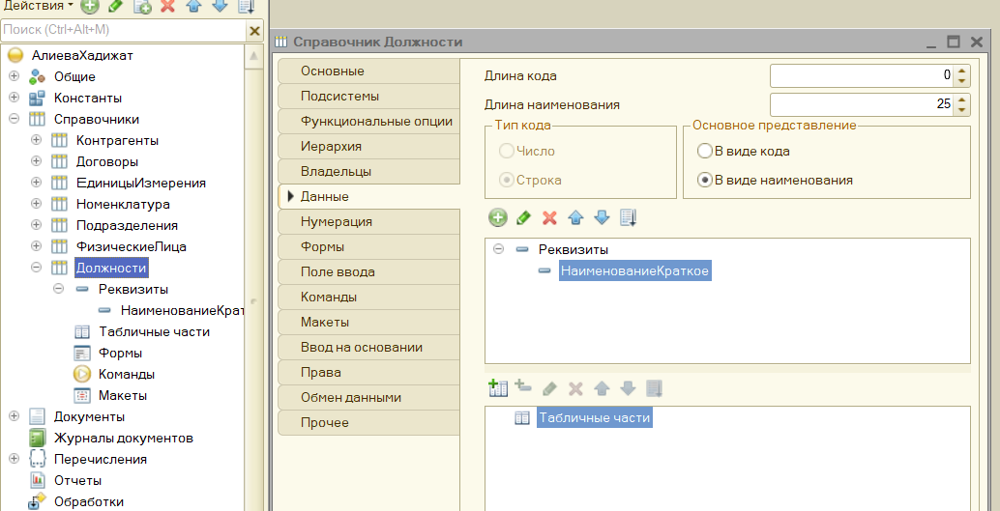 Действия
Поиск (Ctrl+Alt+M)
АлиеваХадижат
Общие
Константы
Справочники
Контрагенты
Договоры
ЕдиницыИзмерения
Номенклатура
Подразделения
ФизическиеЛица
Должности
Реквизиты
НаименованиеКрат
Табличные части
Формы
Команды
Макеты
Документы
Журналы документов
Перечисления
Отчеты
Обработки
Справочник Должности
Основные
Подсистемы
Функциональные опции
Иерархия
Владельцы
Данные
Нумерация
Формы
Поле ввода
Команды
Макеты
Ввод на основании
Права
Обмен данными
Прочее
Длина кода 0
Длина наименования 25
Тип кода
Число
Строка
Основное представление
В виде кода
В виде наименования
Реквизиты
НаименованиеКраткое
Табличные части